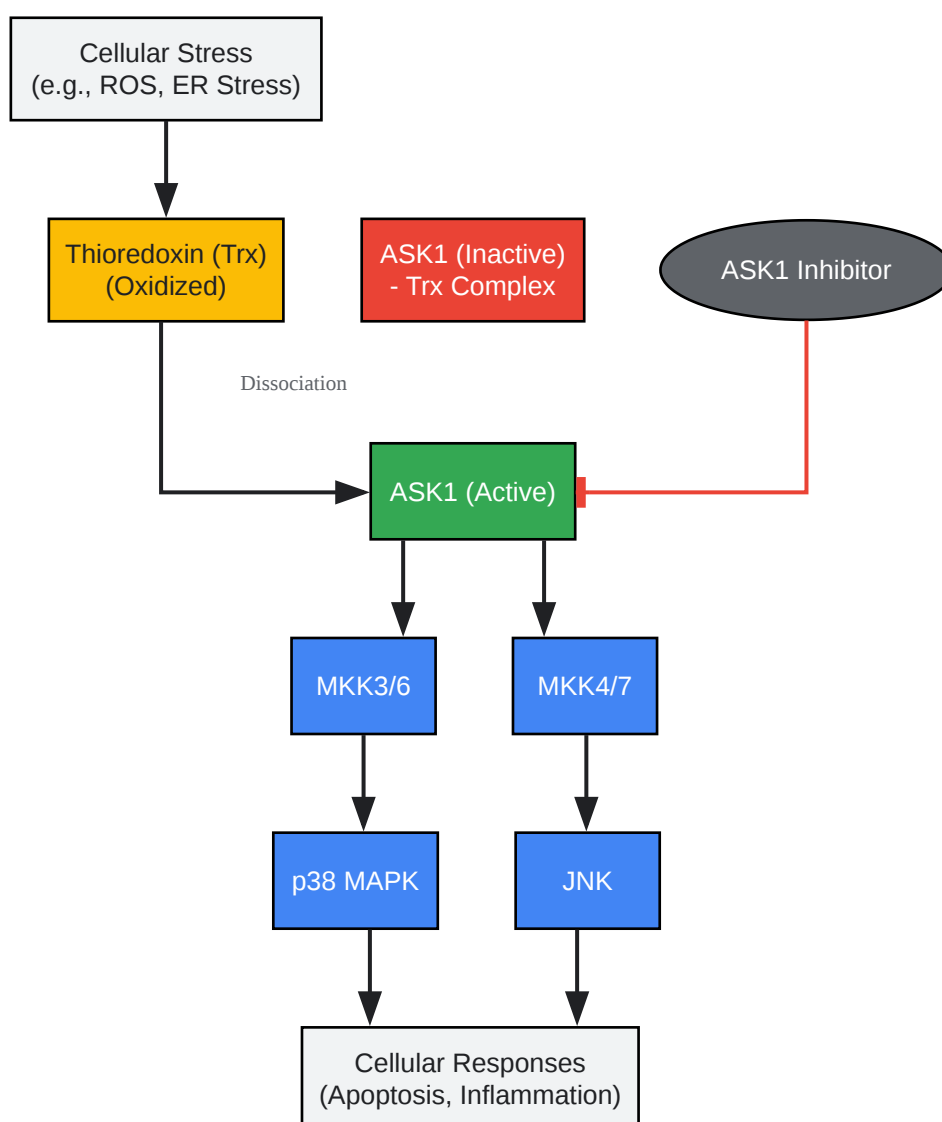 Cellular Stress
(e.g., ROS, ER Stress)
Thioredoxin (Trx)
(Oxidized)
ASK1 (Inactive)
- Trx Complex
ASK1 Inhibitor
Dissociation
ASK1 (Active)
MKK3/6
MKK4/7
p38 MAPK
JNK
Cellular Responses
(Apoptosis, Inflammation)